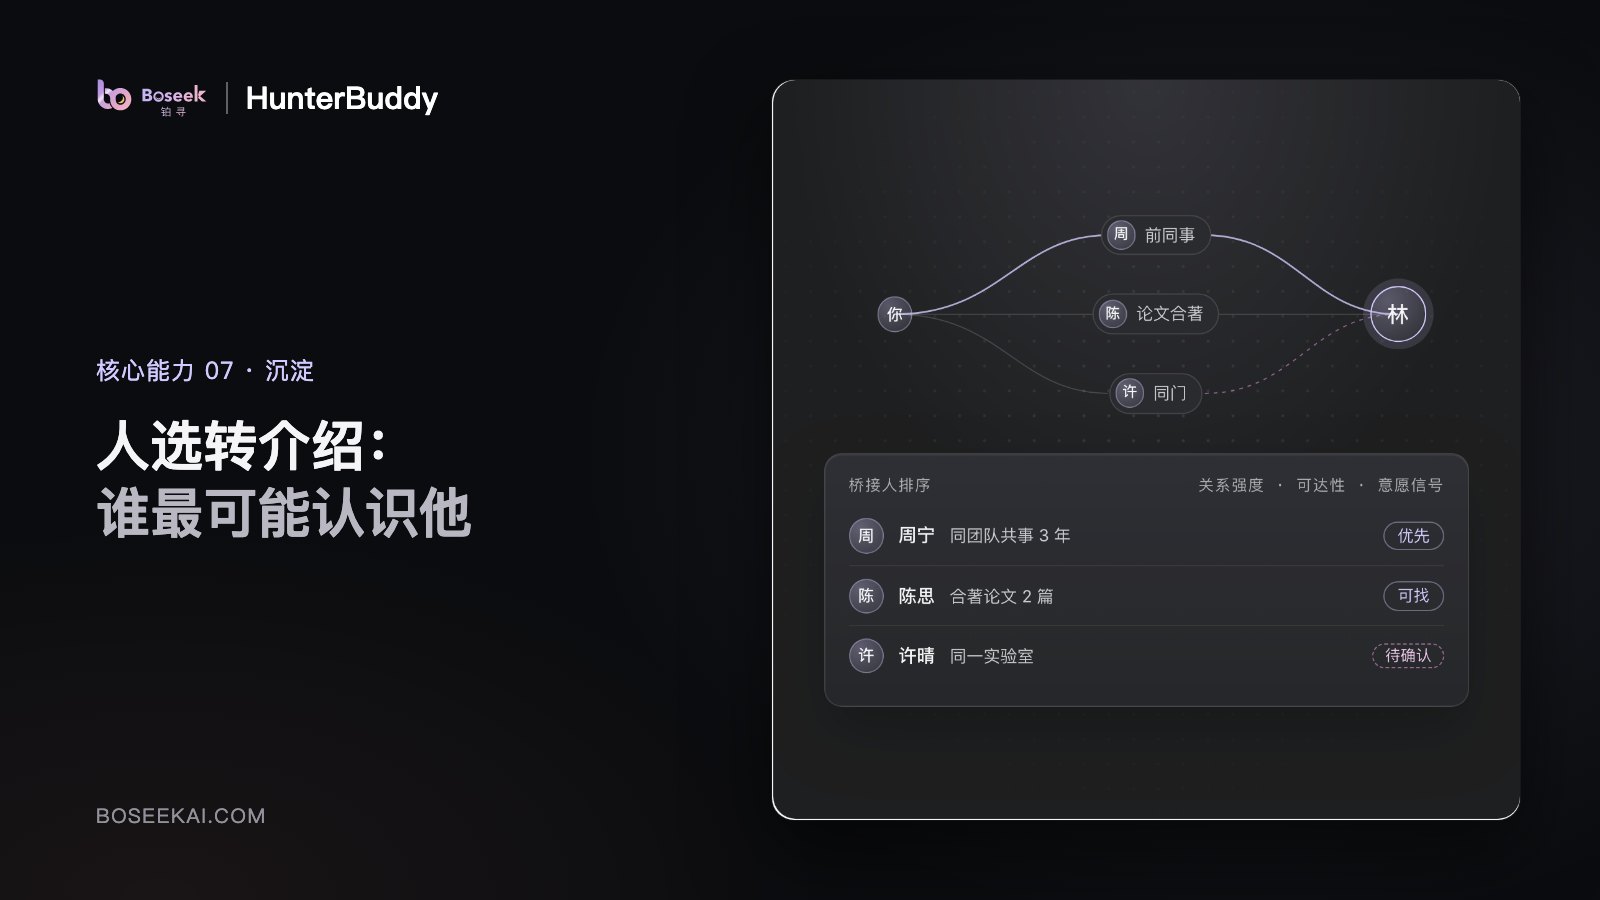 Boseek
铂寻
HunterBuddy
核心能力 07 · 沉淀
人选转介绍：
谁最可能认识他
BOSEEKAI.COM
周 前同事
你
陈 论文合著
林
许 同门
桥接人排序 关系强度 · 可达性 · 意愿信号
周 周宁 同团队共事 3 年 优先
陈 陈思 合著论文 2 篇 可找
许 许晴 同一实验室 待确认